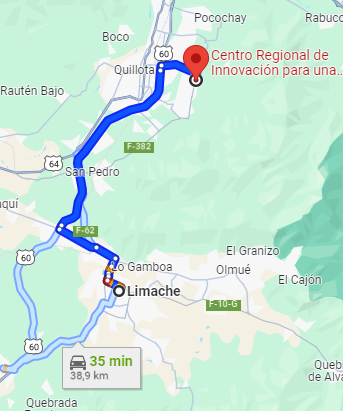 Pocochay
Rabuco
Boco
60
Centro Regional de
Innovación para una...
Quillota
Rautén Bajo
F-382
64
San Pedro
aquí
F-62
60
El Granizo
Lo Gamboa
Olmué
El Cajón
Limache
F-10-G
60
35 min
38,9 km
Queb
de Alva
Quebrada